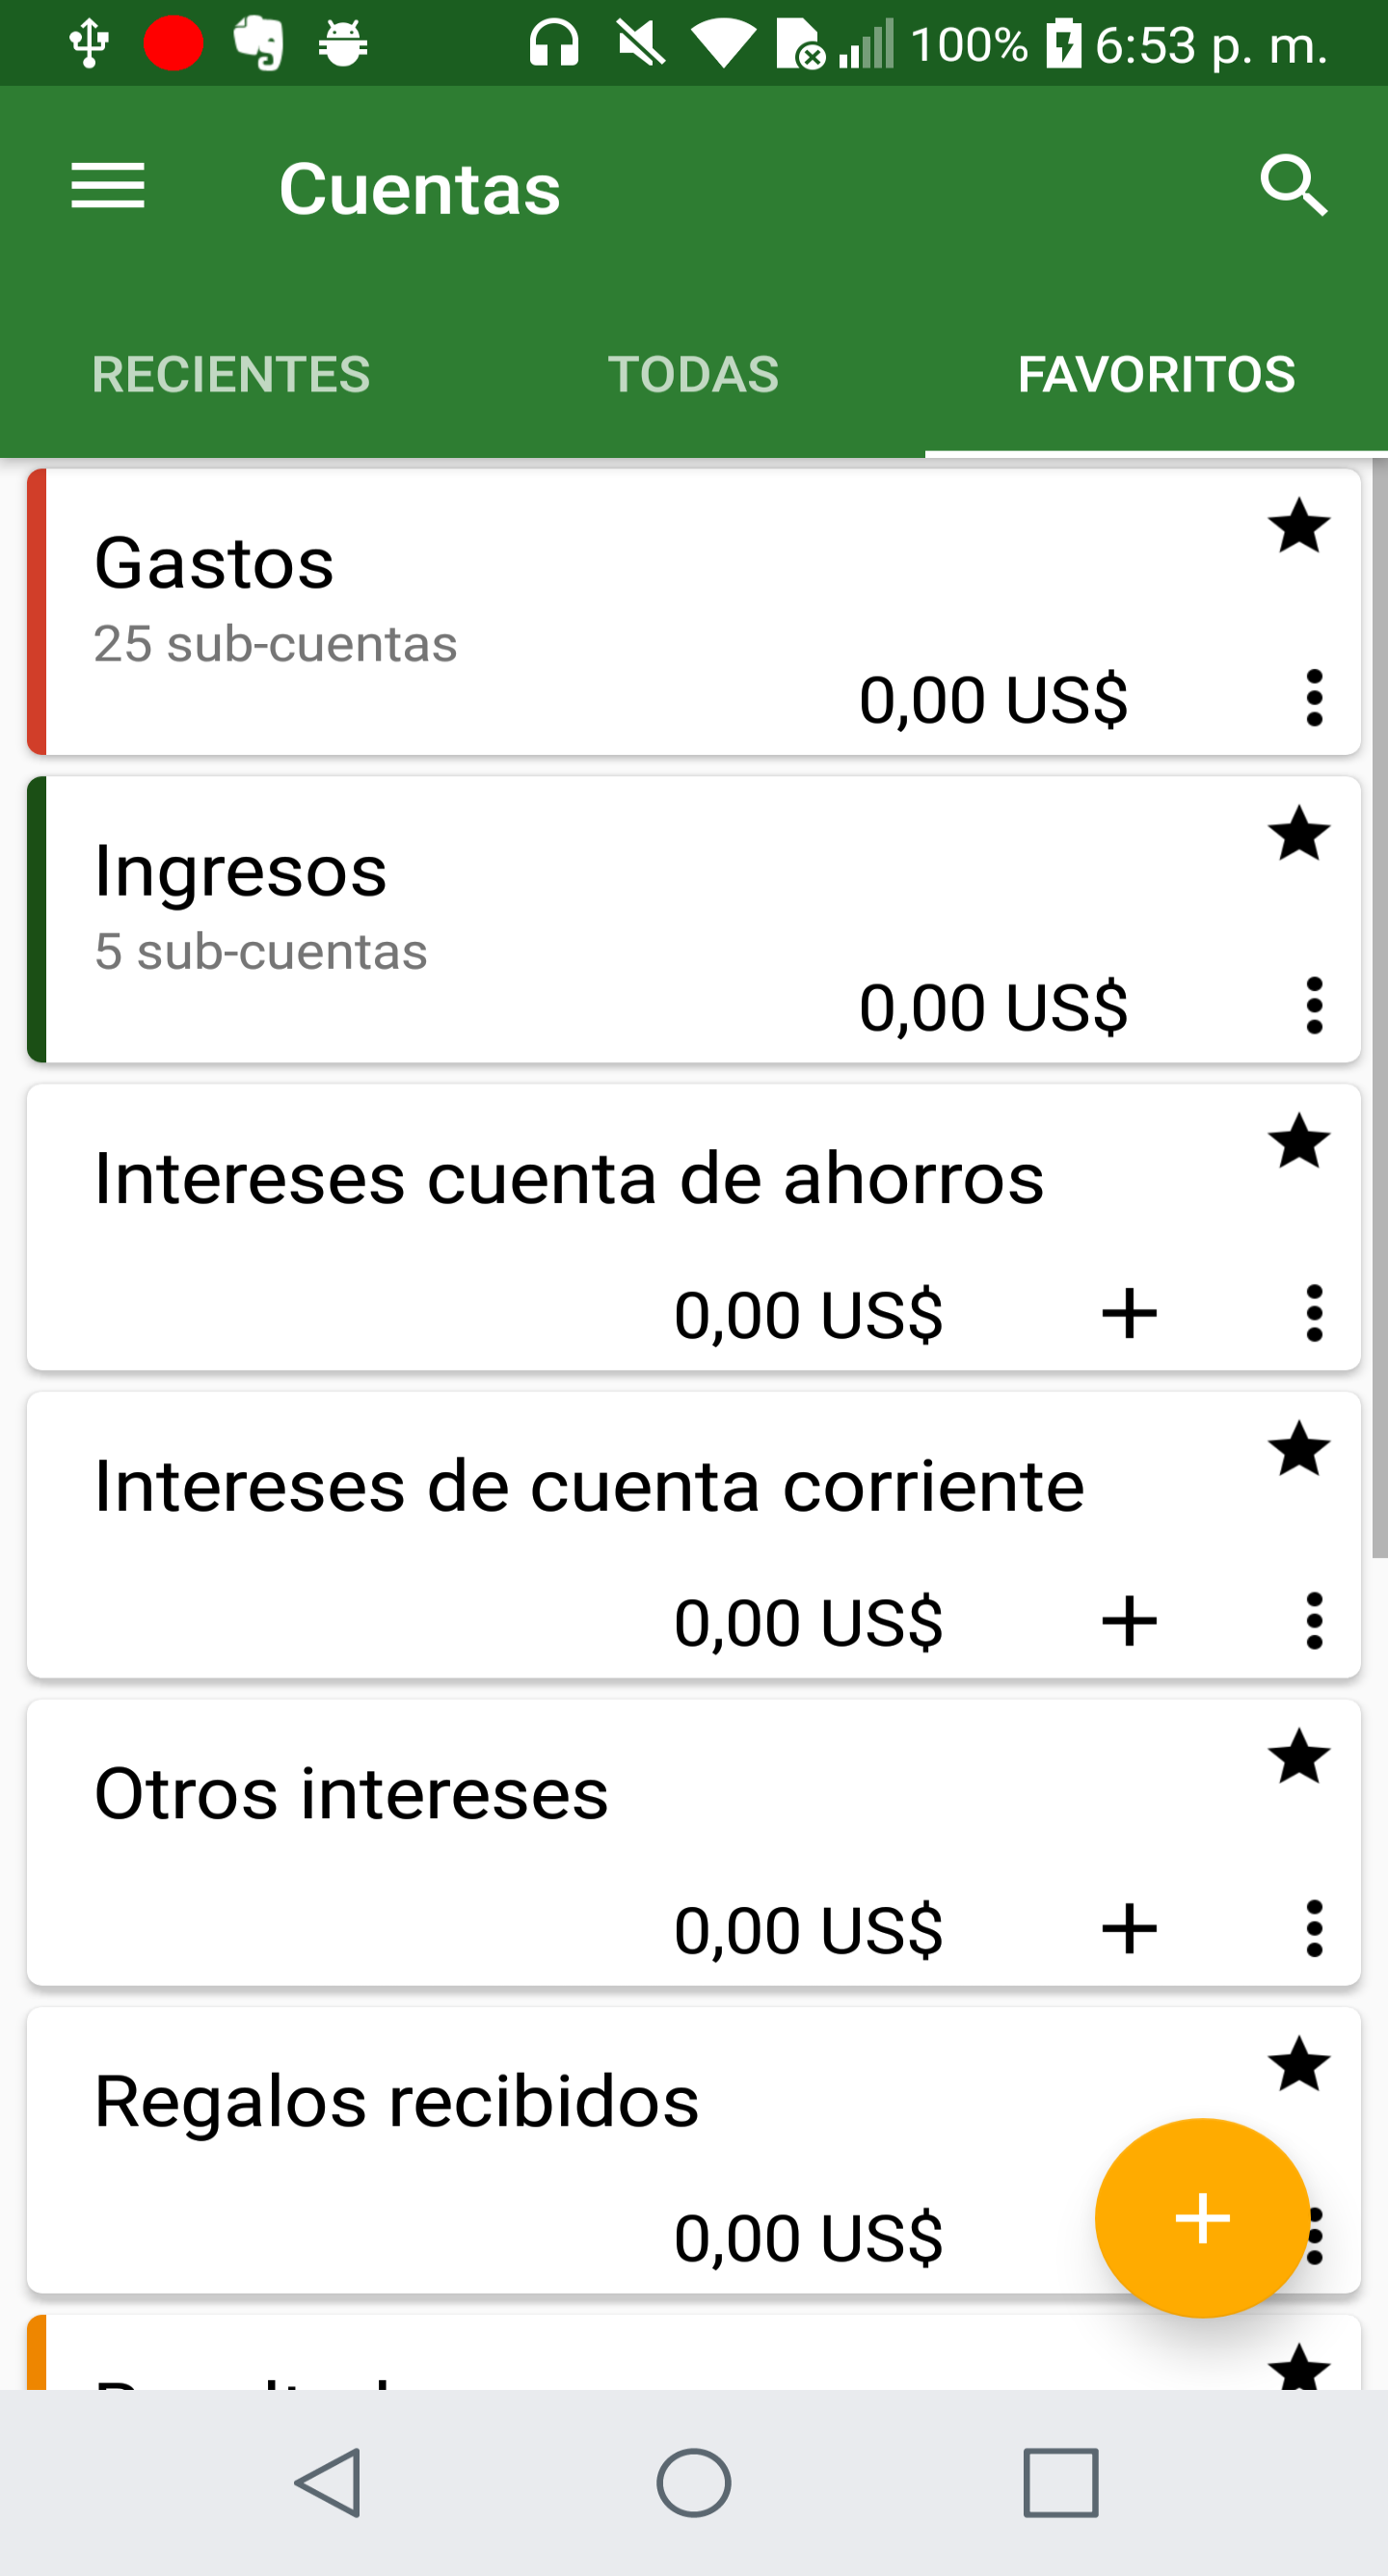 100% 6:53 p. m.
Cuentas
RECIENTES TODAS FAVORITOS
Gastos
25 sub-cuentas
0,00 US$
Ingresos
5 sub-cuentas
0,00 US$
Intereses cuenta de ahorros
0,00 US$
Intereses de cuenta corriente
0,00 US$
Otros intereses
0,00 US$
Regalos recibidos
0,00 US$